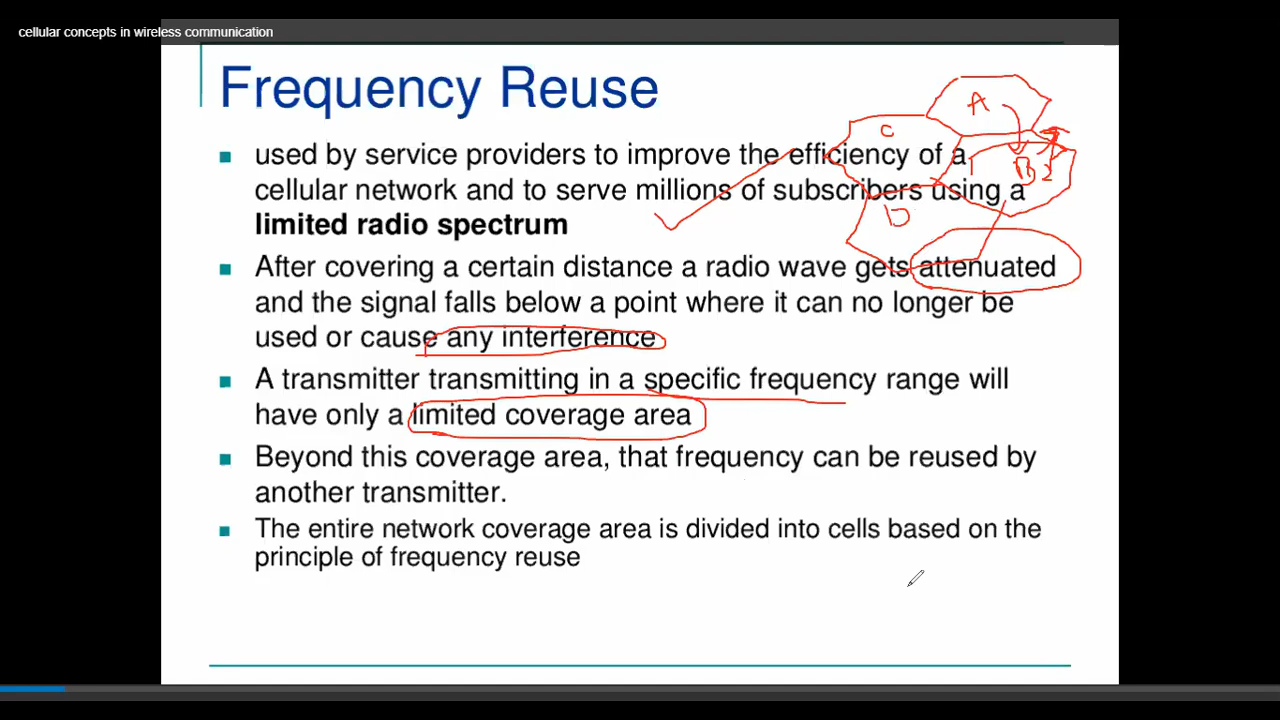 cellular concepts in wireless communication
Frequency Reuse
used by service providers to improve the efficiency of a
cellular network and to serve millions of subscribers using a
limited radio spectrum
After covering a certain distance a radio wave gets attenuated
and the signal falls below a point where it can no longer be
used or cause any interference
A transmitter transmitting in a specific frequency range will
have only a limited coverage area
Beyond this coverage area, that frequency can be reused by
another transmitter.
The entire network coverage area is divided into cells based on the
principle of frequency reuse
A
C
B
D